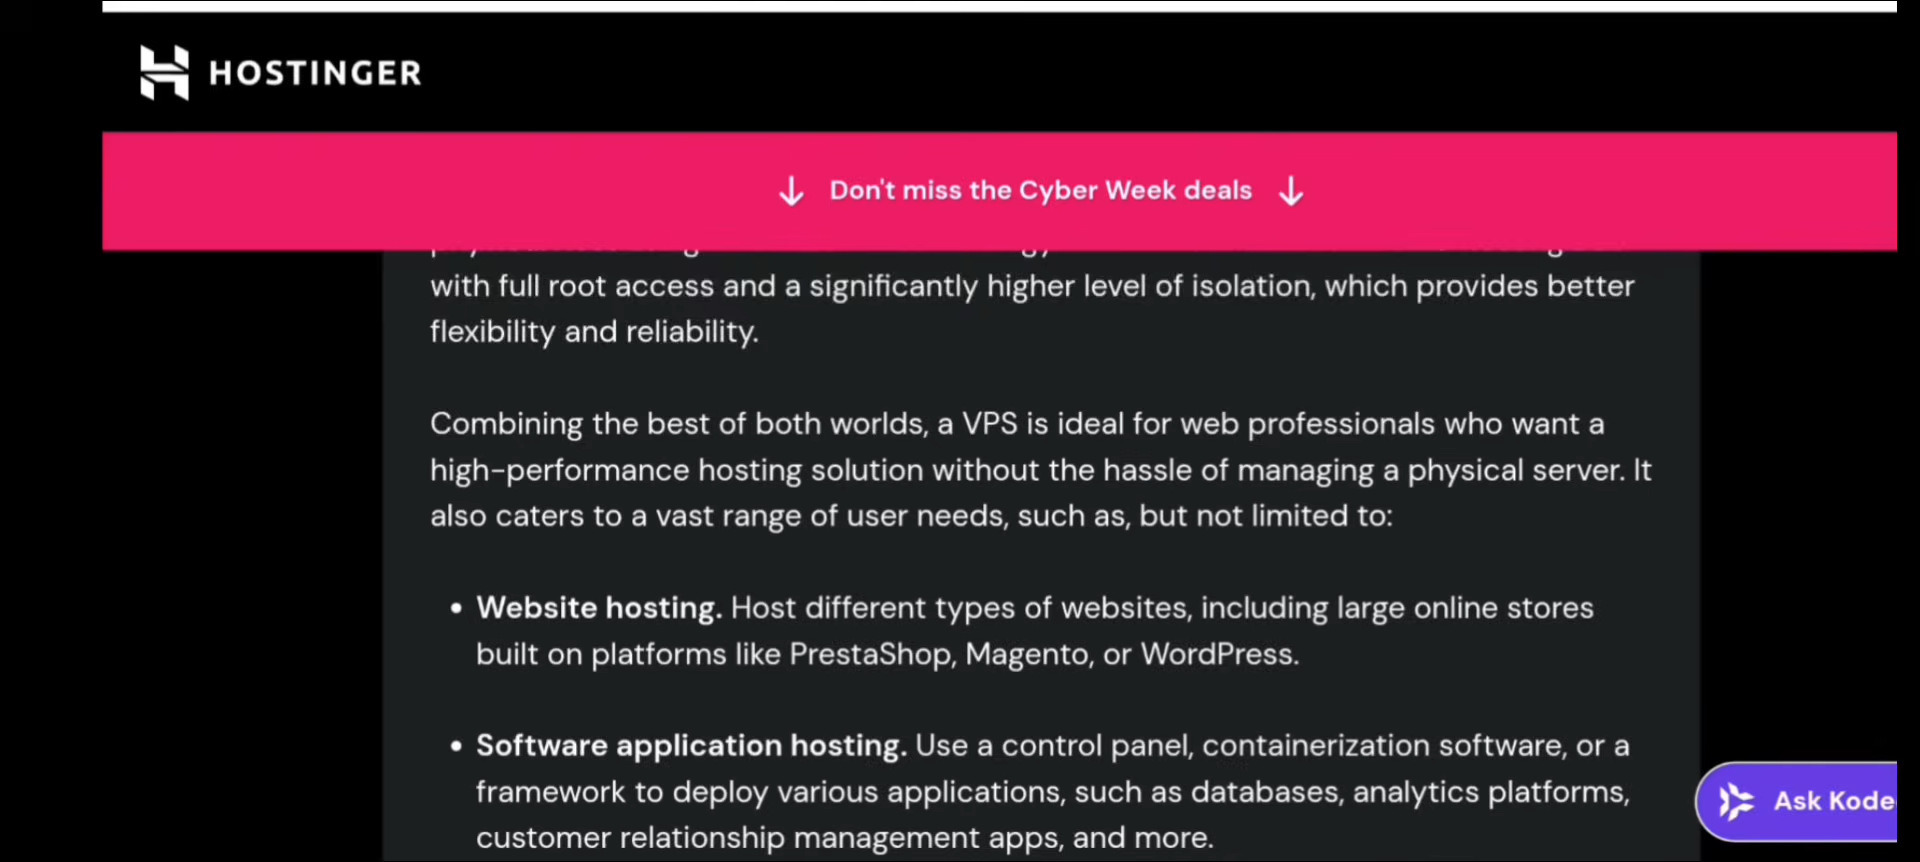 HOSTINGER
Don't miss the Cyber Week deals
with full root access and a significantly higher level of isolation, which provides better
flexibility and reliability.
Combining the best of both worlds, a VPS is ideal for web professionals who want a
high-performance hosting solution without the hassle of managing a physical server. It
also caters to a vast range of user needs, such as, but not limited to:
• Website hosting. Host different types of websites, including large online stores
built on platforms like PrestaShop, Magento, or WordPress.
• Software application hosting. Use a control panel, containerization software, or a
framework to deploy various applications, such as databases, analytics platforms,
customer relationship management apps, and more.
Ask Kode